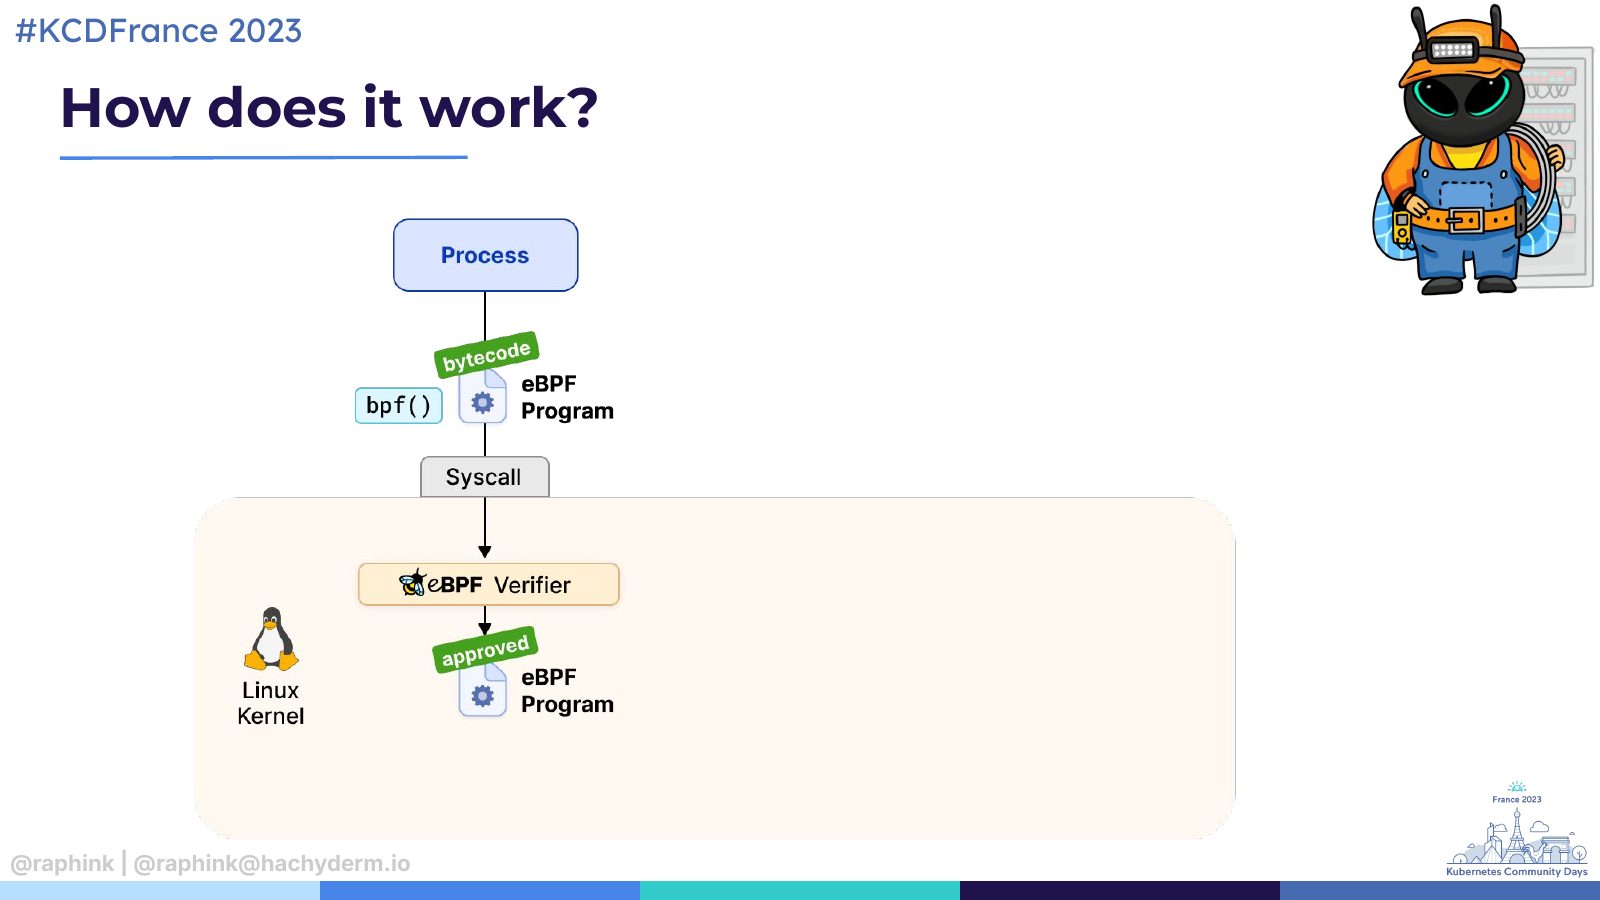 #KCDFrance 2023
How does it work?
Process
bytecode
eBPF
Program
bpf()
Syscall
eBPF Verifier
approved
eBPF
Program
Linux
Kernel
France 2023
Kubernetes Community Days
@raphink | @raphink@hachyderm.io